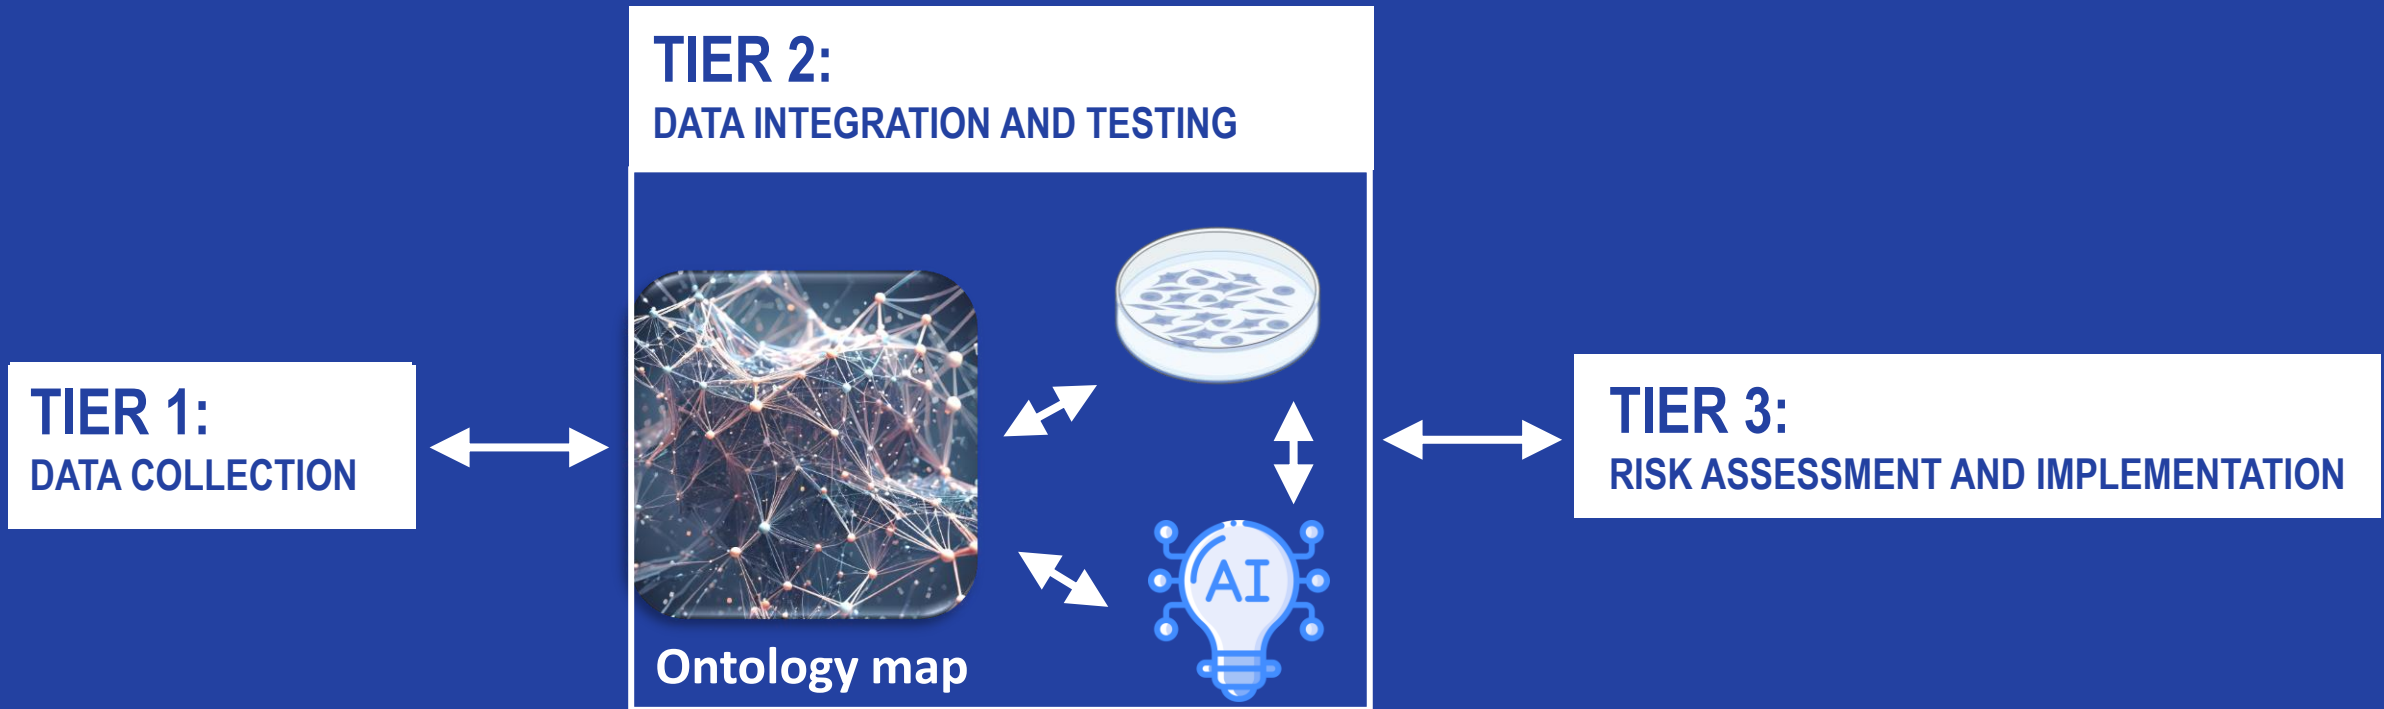 TIER 2:
DATA INTEGRATION AND TESTING
TIER 1:
DATA COLLECTION
AI
Ontology map
TIER 3:
RISK ASSESSMENT AND IMPLEMENTATION